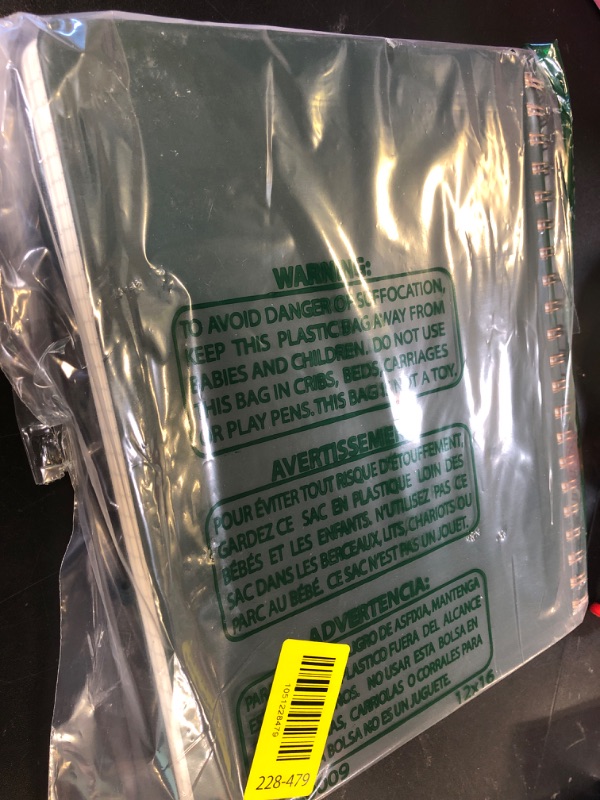 WARNING:
TO AVOID DANGER OF SUFFOCATION,
KEEP THIS PLASTIC BAG AWAY FROM
BABIES AND CHILDREN. DO NOT USE
THIS BAG IN CRIBS, BEDS, CARRIAGES
OR PLAY PENS. THIS BAG IS NOT A TOY.
AVERTISSEMENT
POUR ÉVITER TOUT RISQUE D'ÉTOUFFEMENT,
GARDEZ CE SAC EN PLASTIQUE LOIN DES
BÉBÉS ET LES ENFANTS. N'UTILISEZ PAS CE
SAC DANS LES BERCEAUX, LITS, CHARIOTS OU
PARC AU BÉBÉ. CE SAC N'EST PAS UN JOUET.
ADVERTENCIA:
DE ASFIXIA, MANTENGA
FUERA DEL ALCANCE
NO USAR ESTA BOLSA EN
CARRIOLAS O CORRALES PARA
BOLSA NO ES UN JUGUETE.
12x16
1051228479
228-479